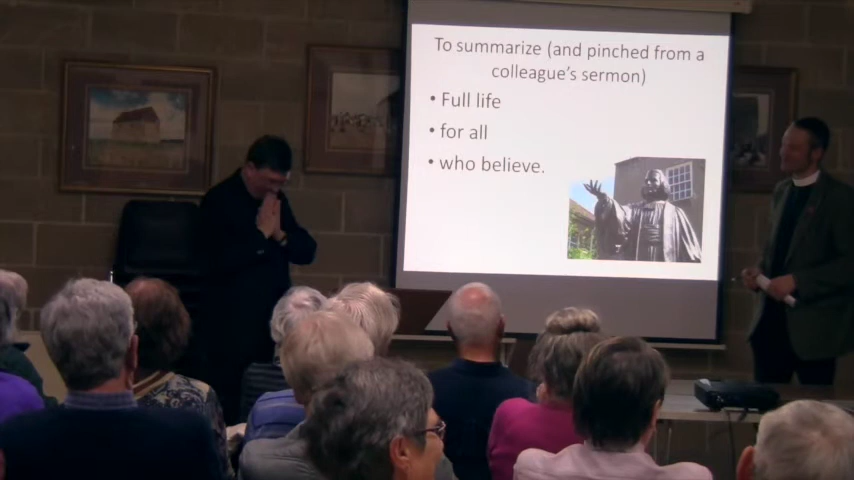 To summarize (and pinched from a
colleague's sermon)
• Full life
• for all
• who believe.